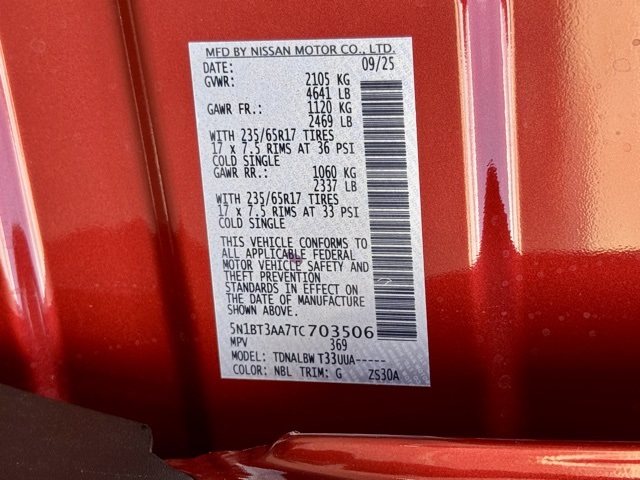 MFD BY NISSAN MOTOR CO., LTD.
DATE: 09/25
GVWR: 2105 KG
4641 LB
GAWR FR.: 1120 KG
2469 LB
WITH 235/65R17 TIRES
17 x 7.5 RIMS AT 36 PSI
COLD SINGLE
GAWR RR.: 1060 KG
2337 LB
WITH 235/65R17 TIRES
17 x 7.5 RIMS AT 33 PSI
COLD SINGLE
THIS VEHICLE CONFORMS TO
ALL APPLICABLE FEDERAL
MOTOR VEHICLE SAFETY AND
THEFT PREVENTION
STANDARDS IN EFFECT ON
THE DATE OF MANUFACTURE
SHOWN ABOVE.
5N1BT3AA7TC703506
MPV 369
MODEL: TDNALBW T33UUA-----
COLOR: NBL TRIM: G ZS30A